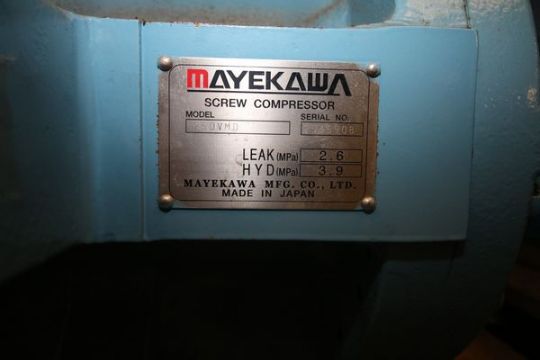 MAYEKAWA
SCREW COMPRESSOR
MODEL SERIAL NO.
LEAK(MPa) 2.6
HYD(MPa) 3.9
MAYEKAWA MFG. CO., LTD.
MADE IN JAPAN